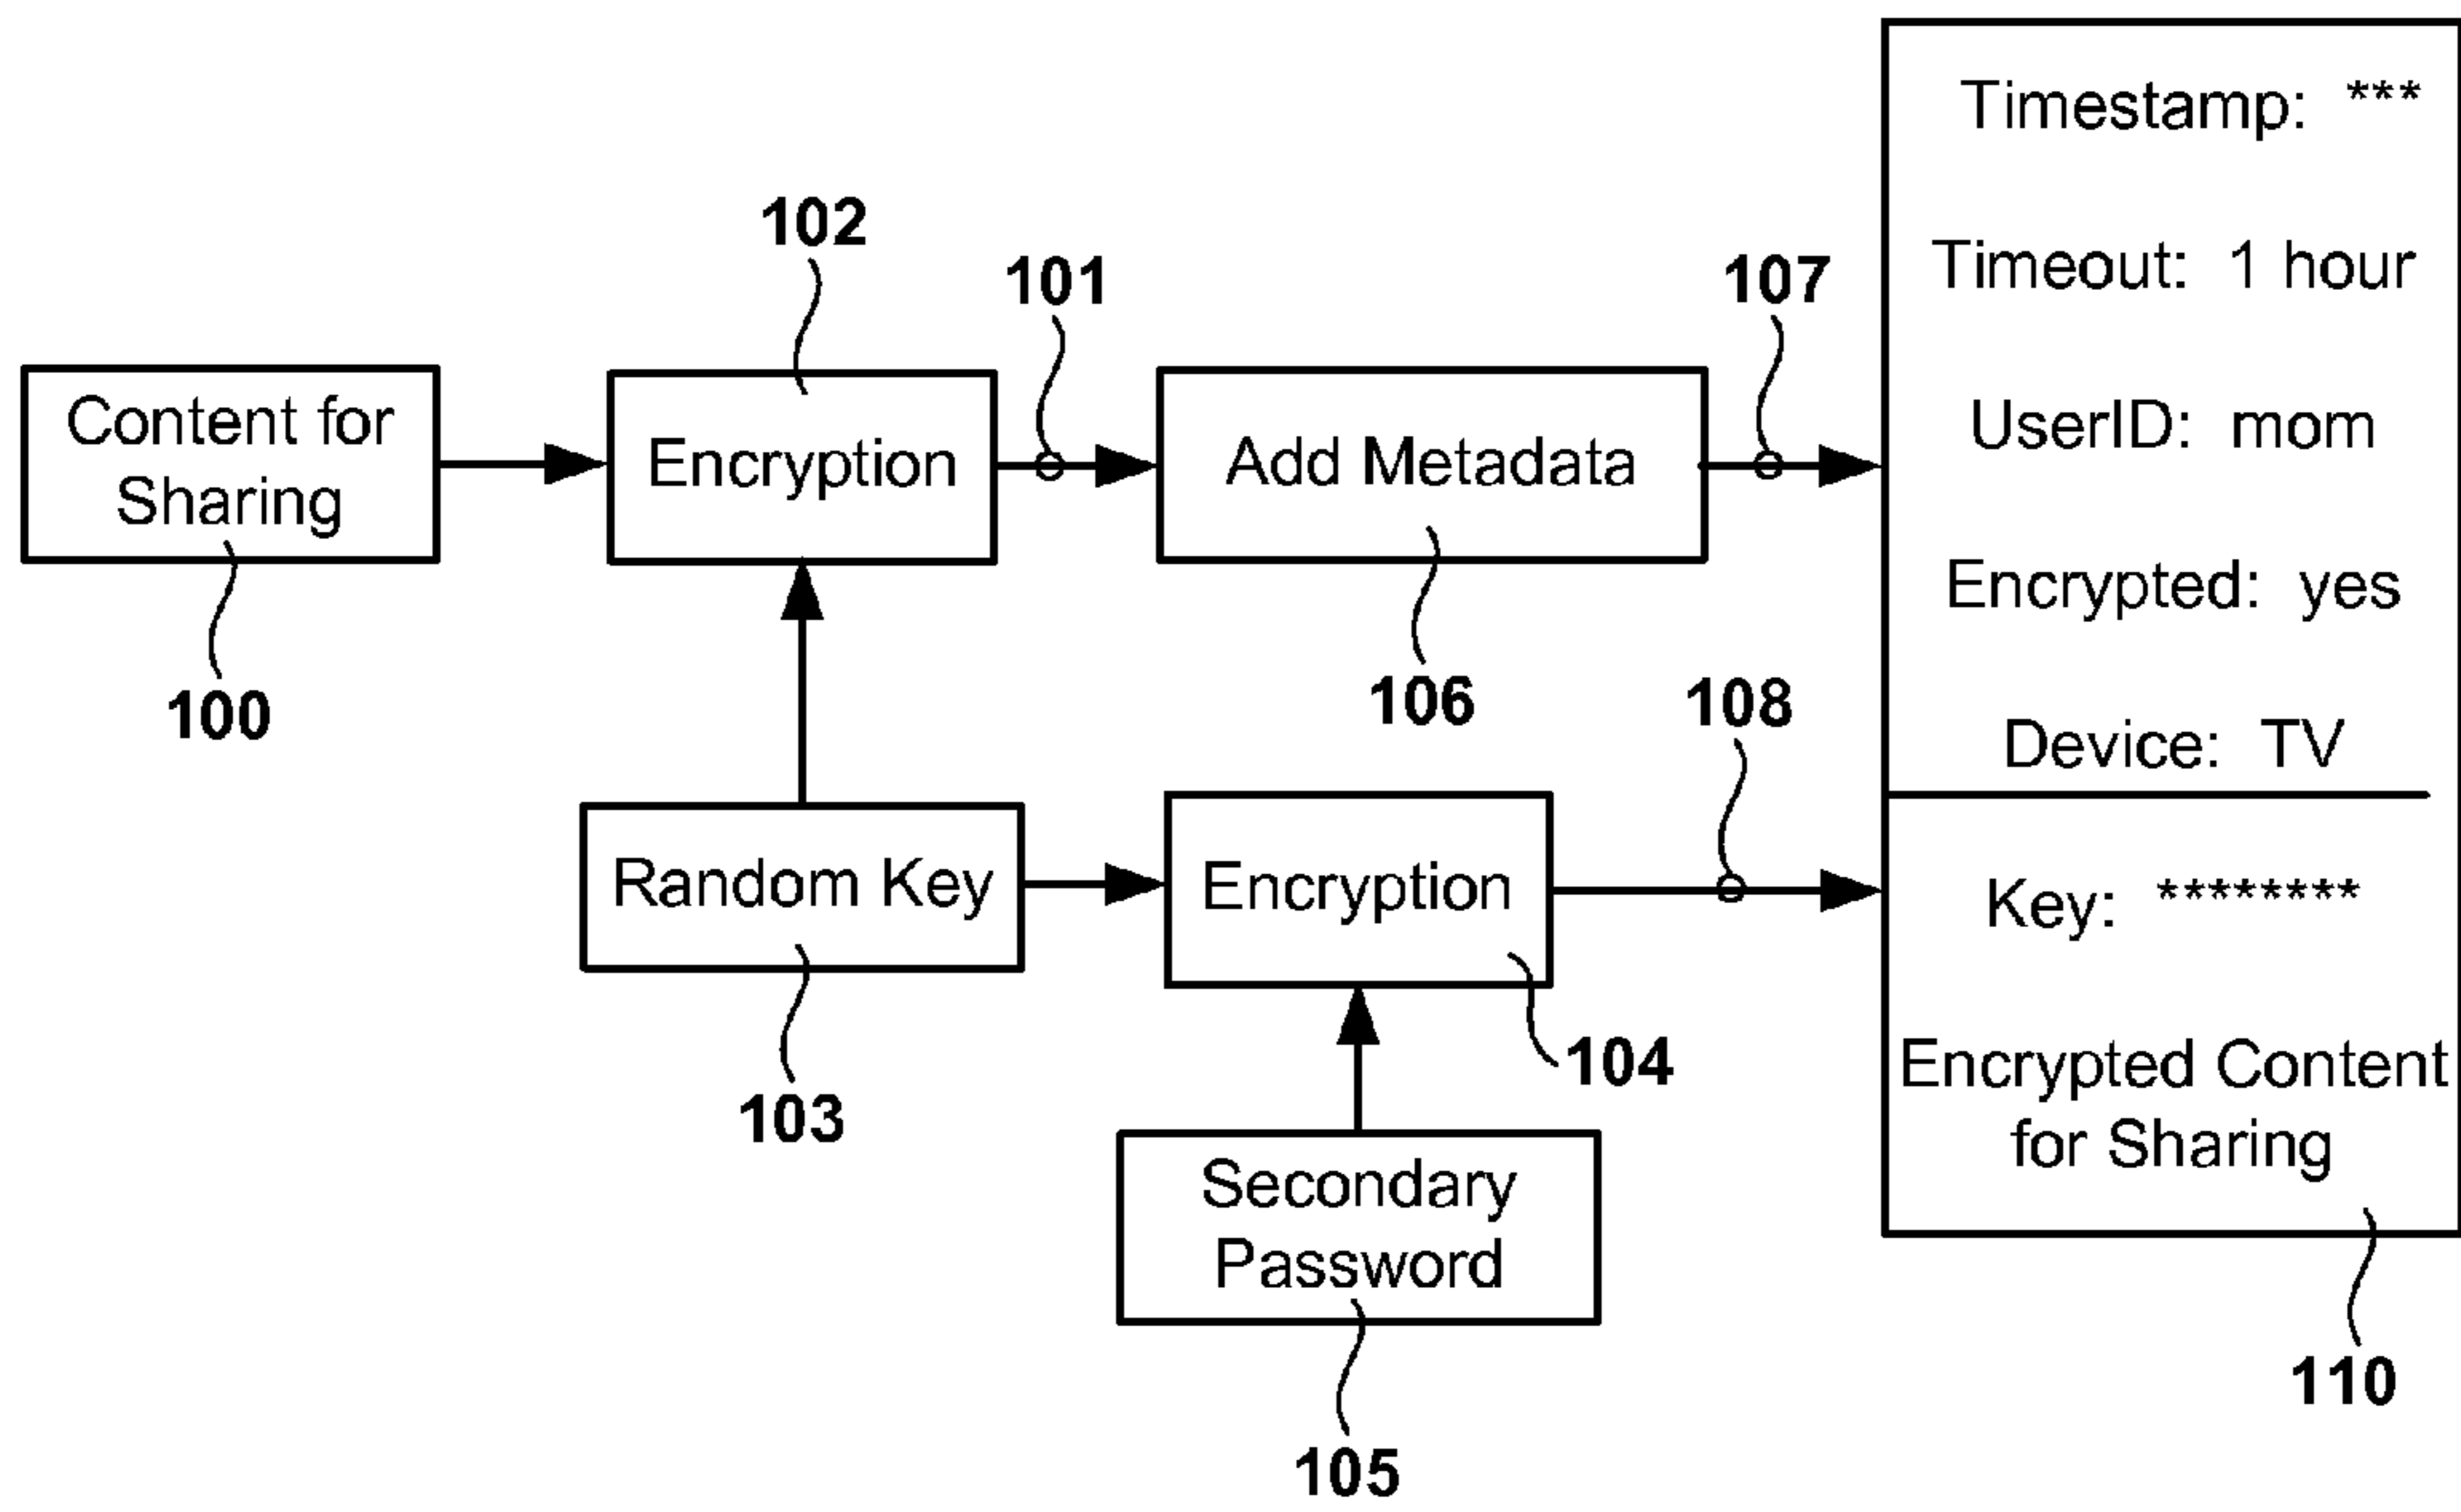 Timestamp: ***
102
101
107
Timeout: 1 hour
Content for
Sharing
Encryption
Add Metadata
UserID: mom
Encrypted: yes
100
106
108
Device: TV
Random Key
Encryption
Key: ********
103
104
Encrypted Content
for Sharing
Secondary
Password
110
105